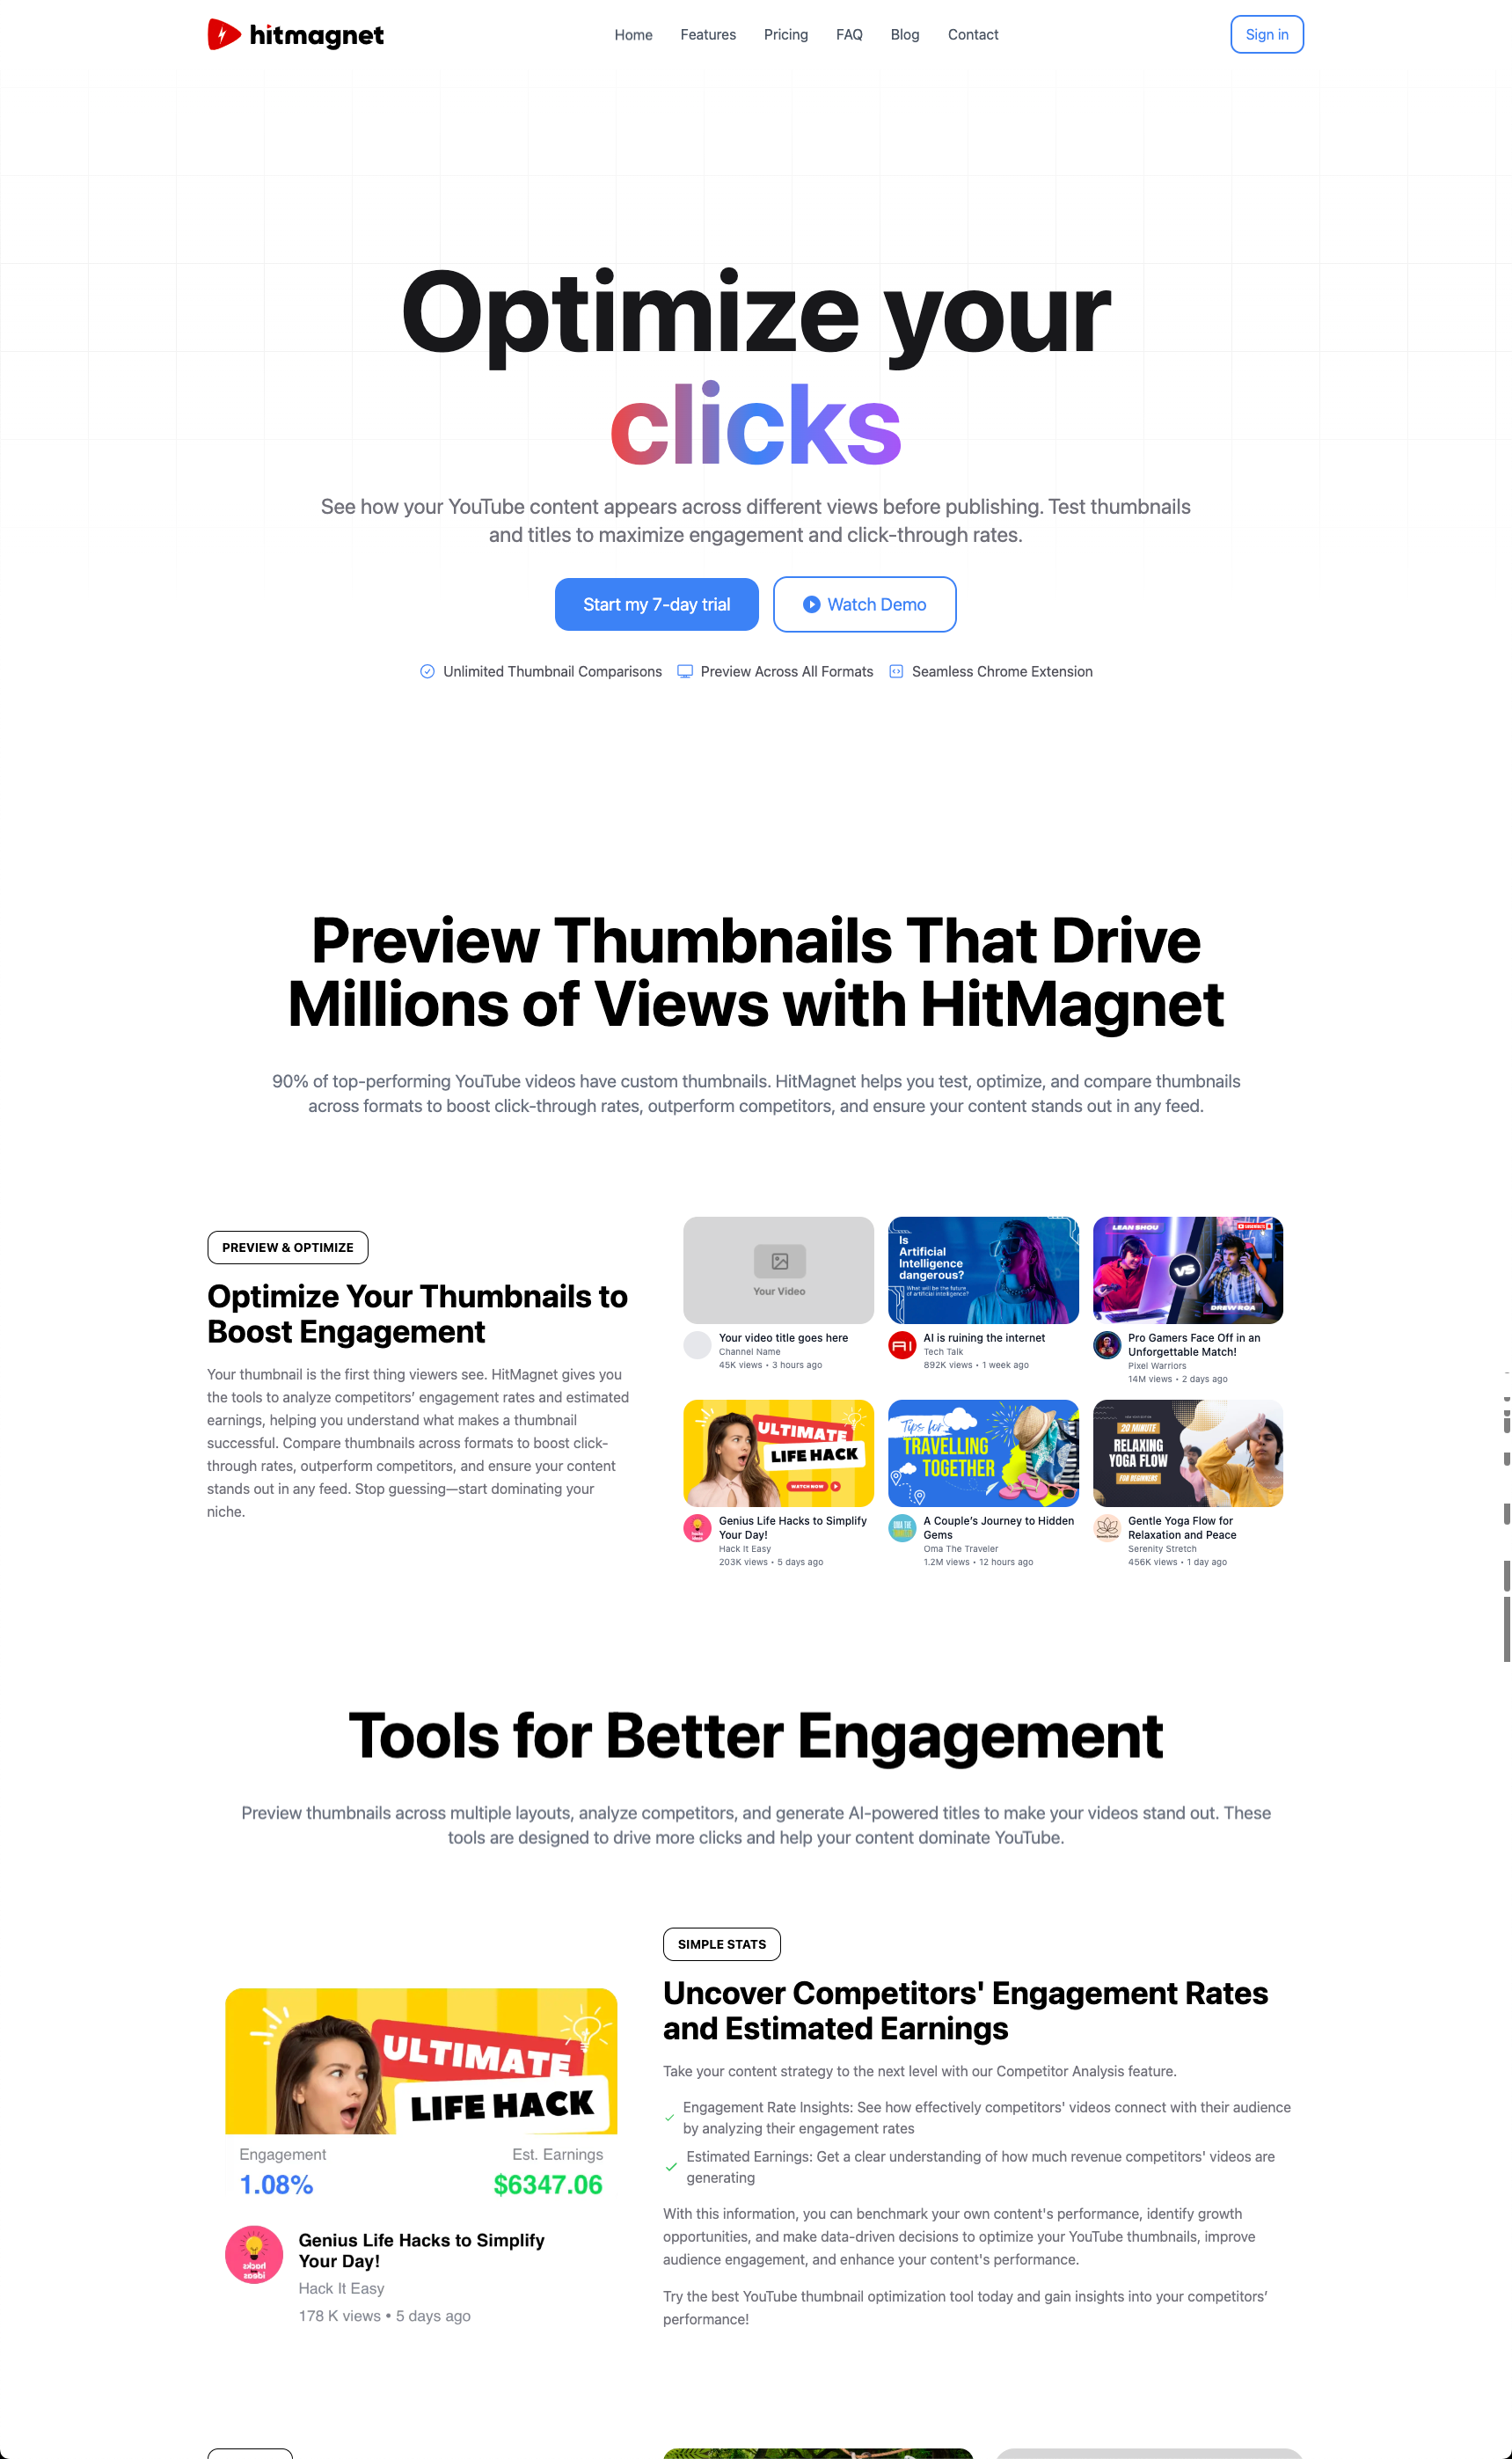 hitmagnet
Home Features Pricing FAQ Blog Contact
Sign in
Optimize your
clicks
See how your YouTube content appears across different views before publishing. Test thumbnails
and titles to maximize engagement and click-through rates.
Start my 7-day trial
Watch Demo
Unlimited Thumbnail Comparisons Preview Across All Formats Seamless Chrome Extension
Preview Thumbnails That Drive
Millions of Views with HitMagnet
90% of top-performing YouTube videos have custom thumbnails. HitMagnet helps you test, optimize, and compare thumbnails
across formats to boost click-through rates, outperform competitors, and ensure your content stands out in any feed.
PREVIEW & OPTIMIZE
Optimize Your Thumbnails to
Boost Engagement
Your thumbnail is the first thing viewers see. HitMagnet gives you
the tools to analyze competitors’ engagement rates and estimated
earnings, helping you understand what makes a thumbnail
successful. Compare thumbnails across formats to boost click-
through rates, outperform competitors, and ensure your content
stands out in any feed. Stop guessing—start dominating your
niche.
Your Video
Your video title goes here
Channel Name
45K views • 3 hours ago
Is
Artificial
Intelligence
dangerous?
What will be the future
of artificial intelligence?
AI
AI is ruining the internet
Tech Talk
892K views • 1 week ago
LEAN SHOU
VS
DREW ROA
Pro Gamers Face Off in an
Unforgettable Match!
Pixel Warriors
14M views • 2 days ago
ULTIMATE
LIFE HACK
WATCH NOW
Genius Life Hacks to Simplify
Your Day!
Hack It Easy
203K views • 5 days ago
Tips for
TRAVELLING
TOGETHER
OMA THE
TRAVELER
A Couple’s Journey to Hidden
Gems
Oma The Traveler
1.2M views • 12 hours ago
20 MINUTE
RELAXING
YOGA FLOW
FOR BEGINNERS
Gentle Yoga Flow for
Relaxation and Peace
Serenity Stretch
456K views • 1 day ago
Tools for Better Engagement
Preview thumbnails across multiple layouts, analyze competitors, and generate AI-powered titles to make your videos stand out. These
tools are designed to drive more clicks and help your content dominate YouTube.
ULTIMATE
LIFE HACK
Engagement Est. Earnings
1.08% $6347.06
Genius Life Hacks to Simplify
Your Day!
Hack It Easy
178 K views • 5 days ago
SIMPLE STATS
Uncover Competitors' Engagement Rates
and Estimated Earnings
Take your content strategy to the next level with our Competitor Analysis feature.
Engagement Rate Insights: See how effectively competitors' videos connect with their audience
by analyzing their engagement rates
Estimated Earnings: Get a clear understanding of how much revenue competitors' videos are
generating
With this information, you can benchmark your own content's performance, identify growth
opportunities, and make data-driven decisions to optimize your YouTube thumbnails, improve
audience engagement, and enhance your content's performance.
Try the best YouTube thumbnail optimization tool today and gain insights into your competitors’
performance!